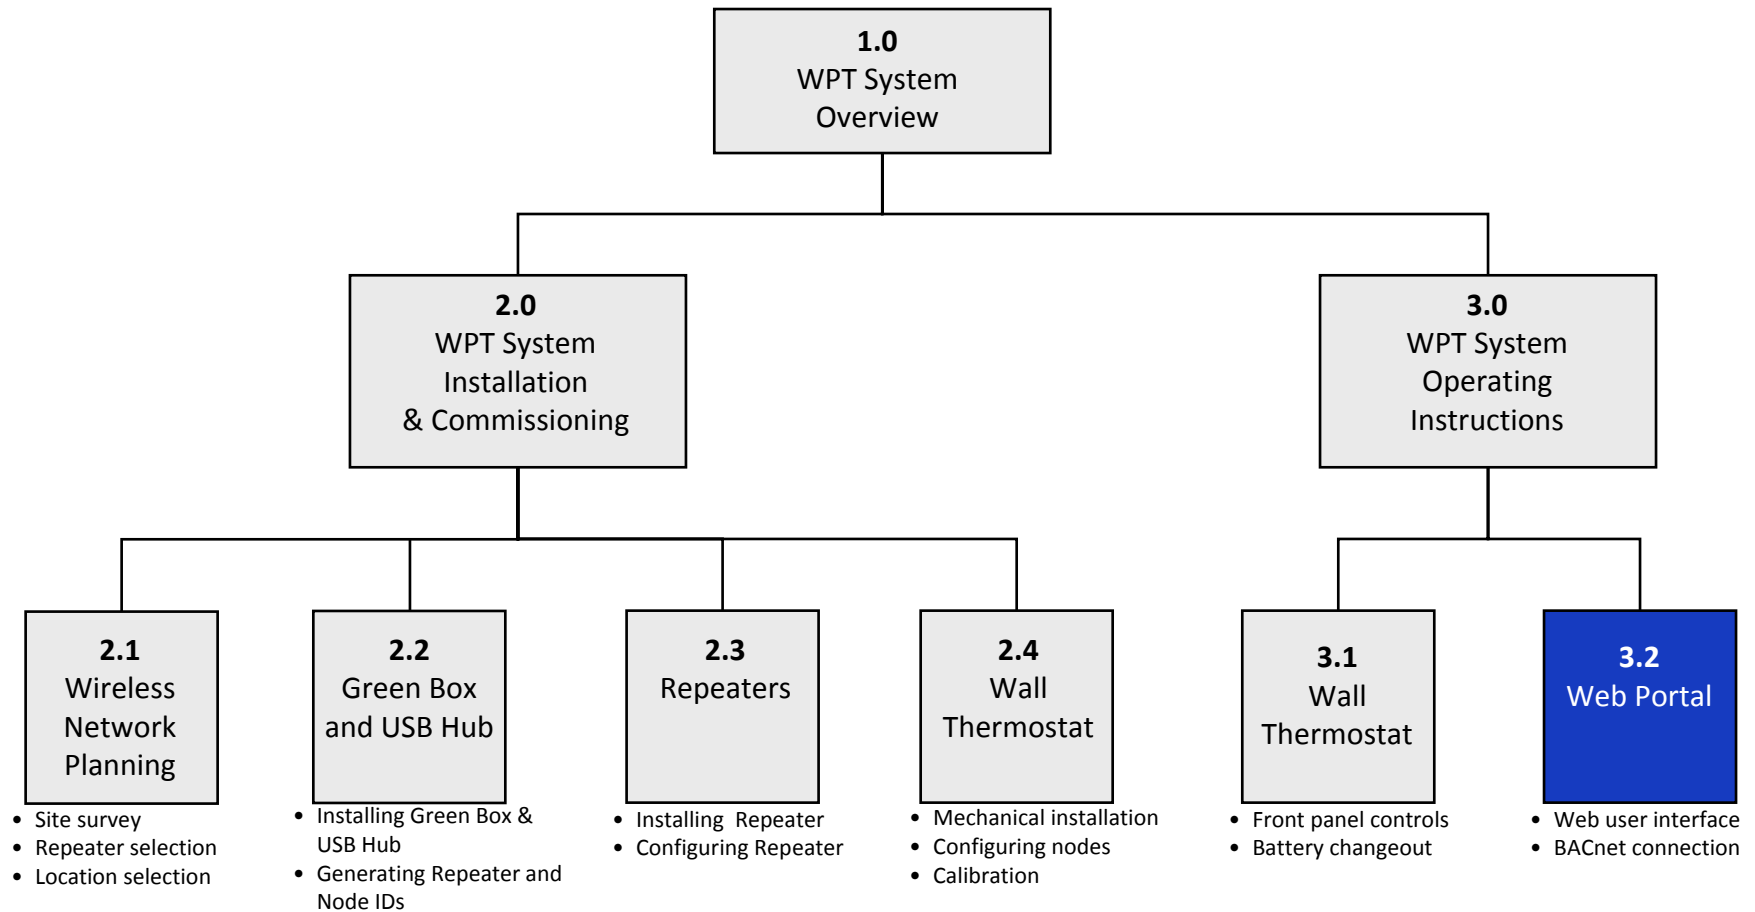 1.0
WPT System
Overview
2.0
WPT System
Installation
& Commissioning
3.0
WPT System
Operating
Instructions
2.1
Wireless
Network
Planning
• Site survey
• Repeater selection
• Location selection
2.2
Green Box
and USB Hub
• Installing Green Box &
USB Hub
• Generating Repeater and
Node IDs
2.3
Repeaters
• Installing Repeater
• Configuring Repeater
2.4
Wall
Thermostat
• Mechanical installation
• Configuring nodes
• Calibration
3.1
Wall
Thermostat
• Front panel controls
• Battery changeout
3.2
Web Portal
• Web user interface
• BACnet connection